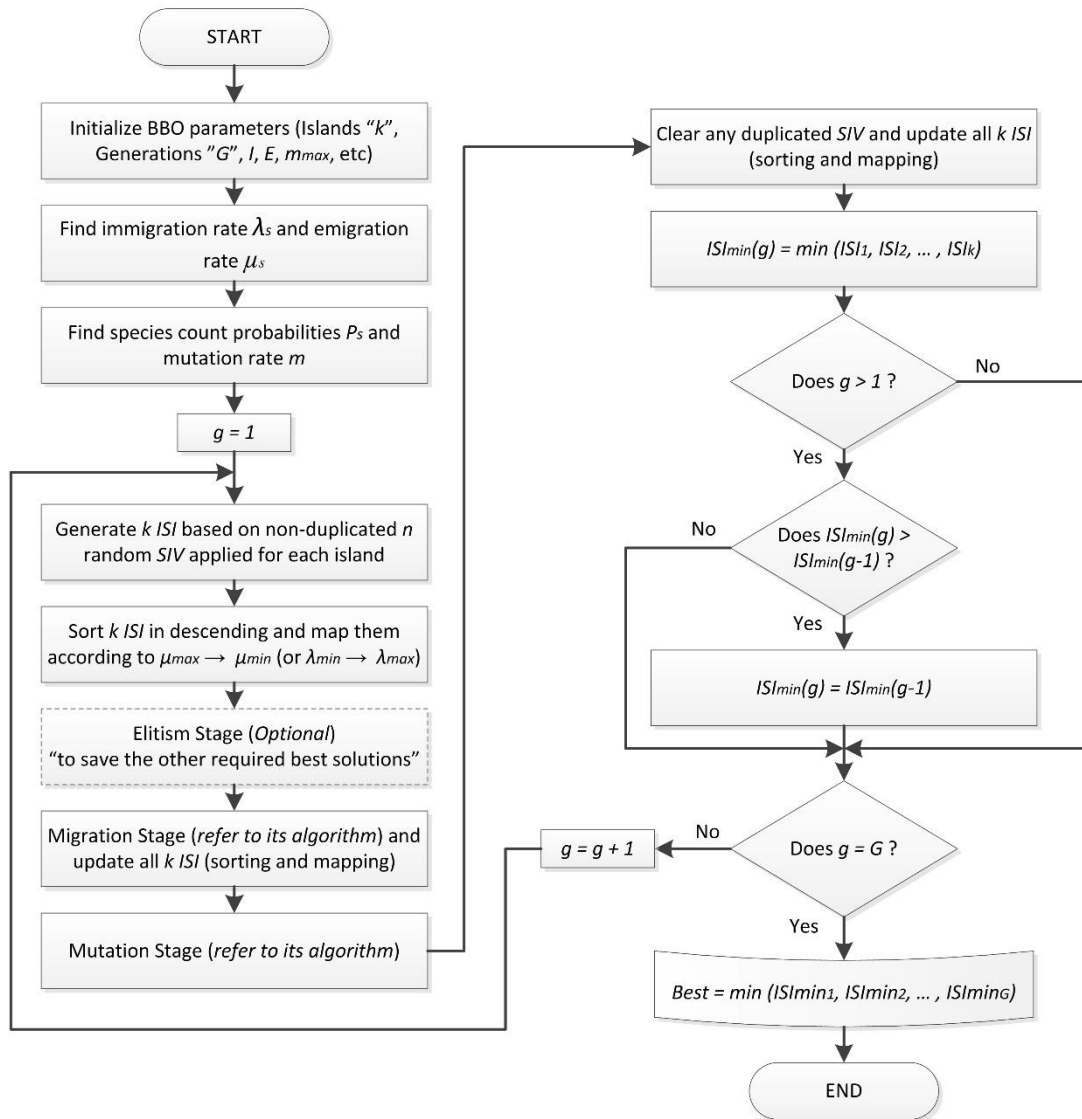 START
Initialize BBO parameters (Islands “k”,
Generations ”G”, I, E, mmax, etc)
Find immigration rate λs and emigration
rate μs
Find species count probabilities Ps and
mutation rate m
g = 1
Generate k ISI based on non-duplicated n
random SIV applied for each island
Sort k ISI in descending and map them
according to μmax → μmin (or λmin → λmax)
Elitism Stage (Optional)
“to save the other required best solutions”
Migration Stage (refer to its algorithm) and
update all k ISI (sorting and mapping)
Mutation Stage (refer to its algorithm)
Clear any duplicated SIV and update all k ISI
(sorting and mapping)
ISImin(g) = min (ISI1, ISI2, ... , ISIk)
Does g > 1 ?
No
Yes
Does ISImin(g) >
ISImin(g-1) ?
No
Yes
ISImin(g) = ISImin(g-1)
Does g = G ?
No
g = g + 1
Yes
Best = min (ISImin1, ISImin2, ... , ISIminG)
END